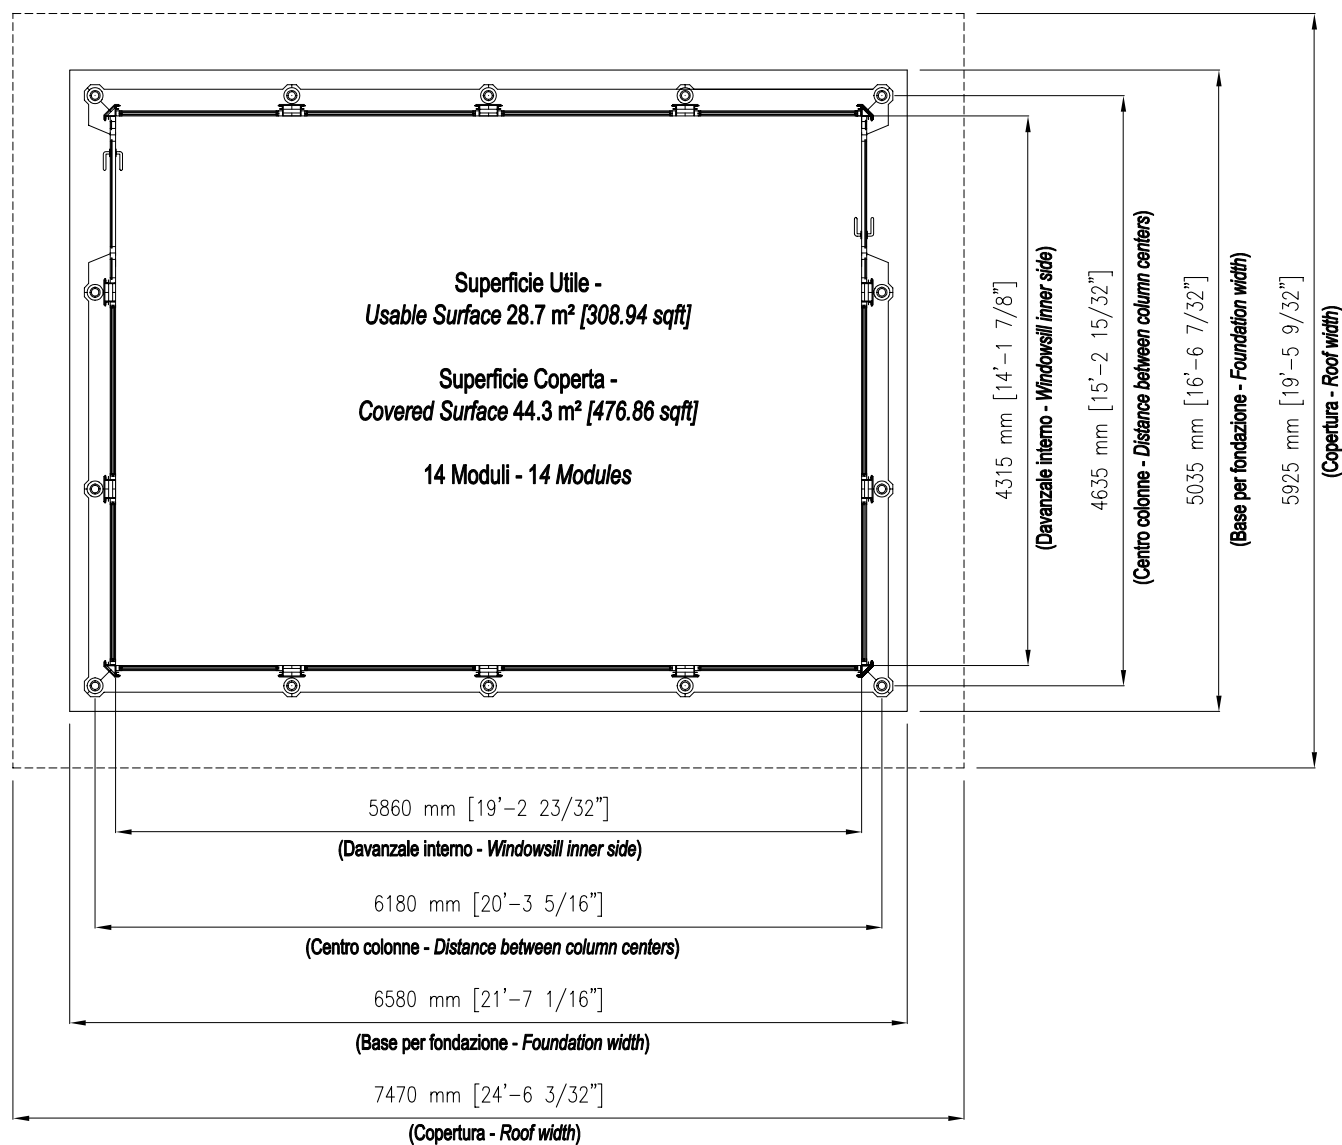 Superficie Utile -
Usable Surface 28.7 m² [308.94 sqft]
Superficie Coperta -
Covered Surface 44.3 m² [476.86 sqft]
14 Moduli - 14 Modules
4315 mm [14'-1 7/8"]
(Davanzale interno - Windowsill inner side)
4635 mm [15'-2 15/32"]
(Centro colonne - Distance between column centers)
5035 mm [16'-6 7/32"]
(Base per fondazione - Foundation width)
5925 mm [19'-5 9/32"]
(Copertura - Roof width)
5860 mm [19'-2 23/32"]
(Davanzale interno - Windowsill inner side)
6180 mm [20'-3 5/16"]
(Centro colonne - Distance between column centers)
6580 mm [21'-7 1/16"]
(Base per fondazione - Foundation width)
7470 mm [24'-6 3/32"]
(Copertura - Roof width)